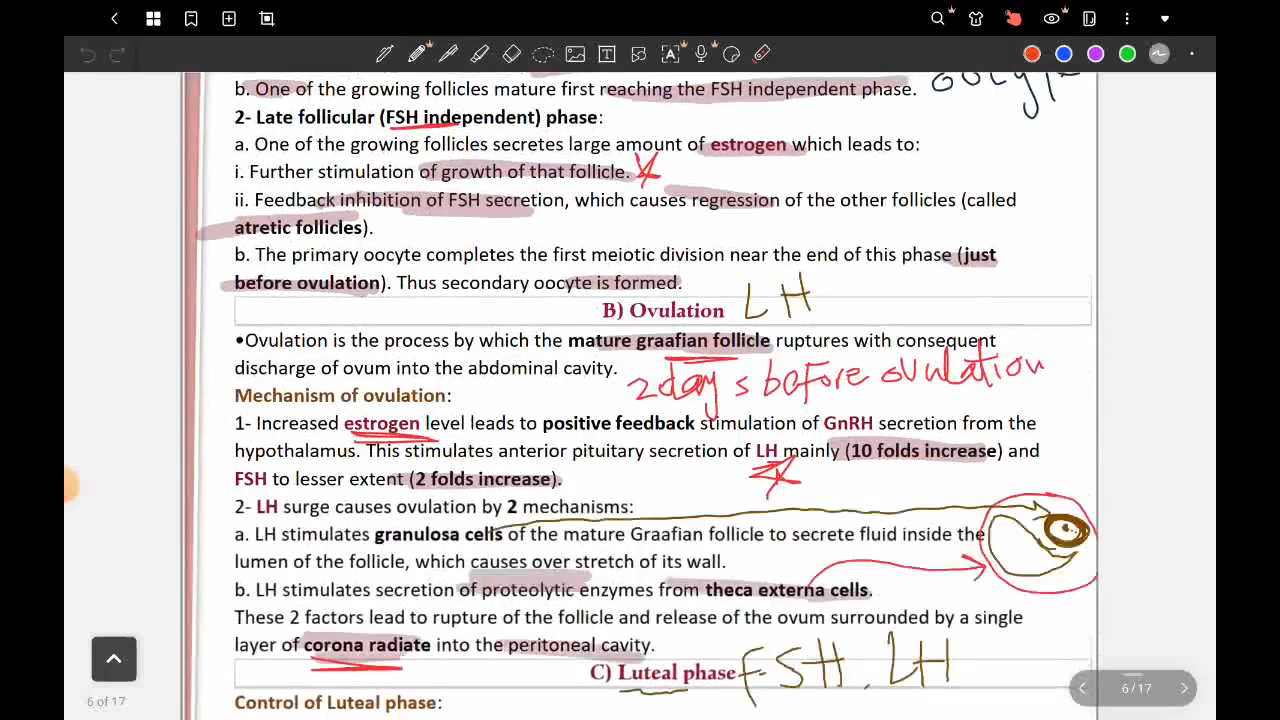 oocyte
b. One of the growing follicles mature first reaching the FSH independent phase.
2- Late follicular (FSH independent) phase:
a. One of the growing follicles secretes large amount of estrogen which leads to:
i. Further stimulation of growth of that follicle.
ii. Feedback inhibition of FSH secretion, which causes regression of the other follicles (called
atretic follicles).
b. The primary oocyte completes the first meiotic division near the end of this phase (just
before ovulation). Thus secondary oocyte is formed.
B) Ovulation LH
•Ovulation is the process by which the mature graafian follicle ruptures with consequent
discharge of ovum into the abdominal cavity.
2 days before ovulation
Mechanism of ovulation:
1- Increased estrogen level leads to positive feedback stimulation of GnRH secretion from the
hypothalamus. This stimulates anterior pituitary secretion of LH mainly (10 folds increase) and
FSH to lesser extent (2 folds increase).
2- LH surge causes ovulation by 2 mechanisms:
a. LH stimulates granulosa cells of the mature Graafian follicle to secrete fluid inside the
lumen of the follicle, which causes over stretch of its wall.
b. LH stimulates secretion of proteolytic enzymes from theca externa cells.
These 2 factors lead to rupture of the follicle and release of the ovum surrounded by a single
layer of corona radiate into the peritoneal cavity.
C) Luteal phase FSH, LH
Control of Luteal phase:
6 of 17
6/17